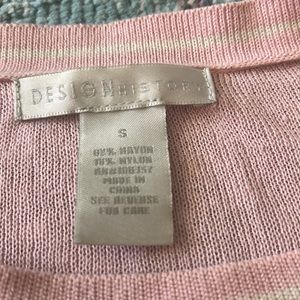 DESIGN HISTORY
S
% RAYON
% NYLON
MADE IN
CHINA
SEE REVERSE
FOR CARE